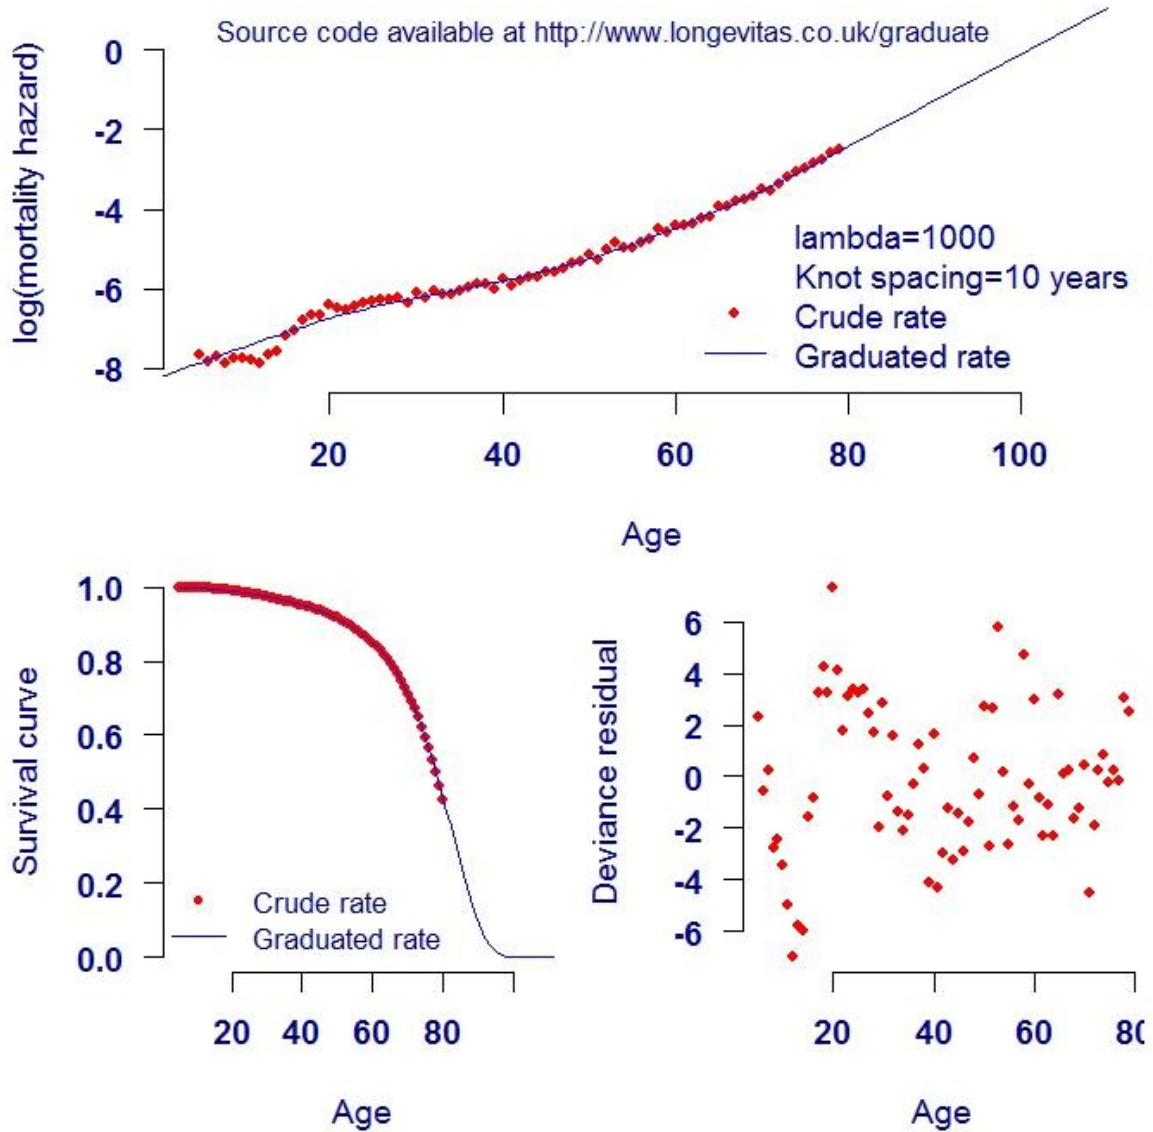 Source code available at http://www.longevitas.co.uk/graduate
log(mortality hazard)
0
-2
-4
-6
-8
lambda=1000
Knot spacing=10 years
Crude rate
Graduated rate
20 40 60 80 100
Age
Survival curve
1.0
0.8
0.6
0.4
0.2
0.0
Crude rate
Graduated rate
20 40 60 80
Age
Deviance residual
6
4
2
0
-2
-4
-6
20 40 60 80
Age